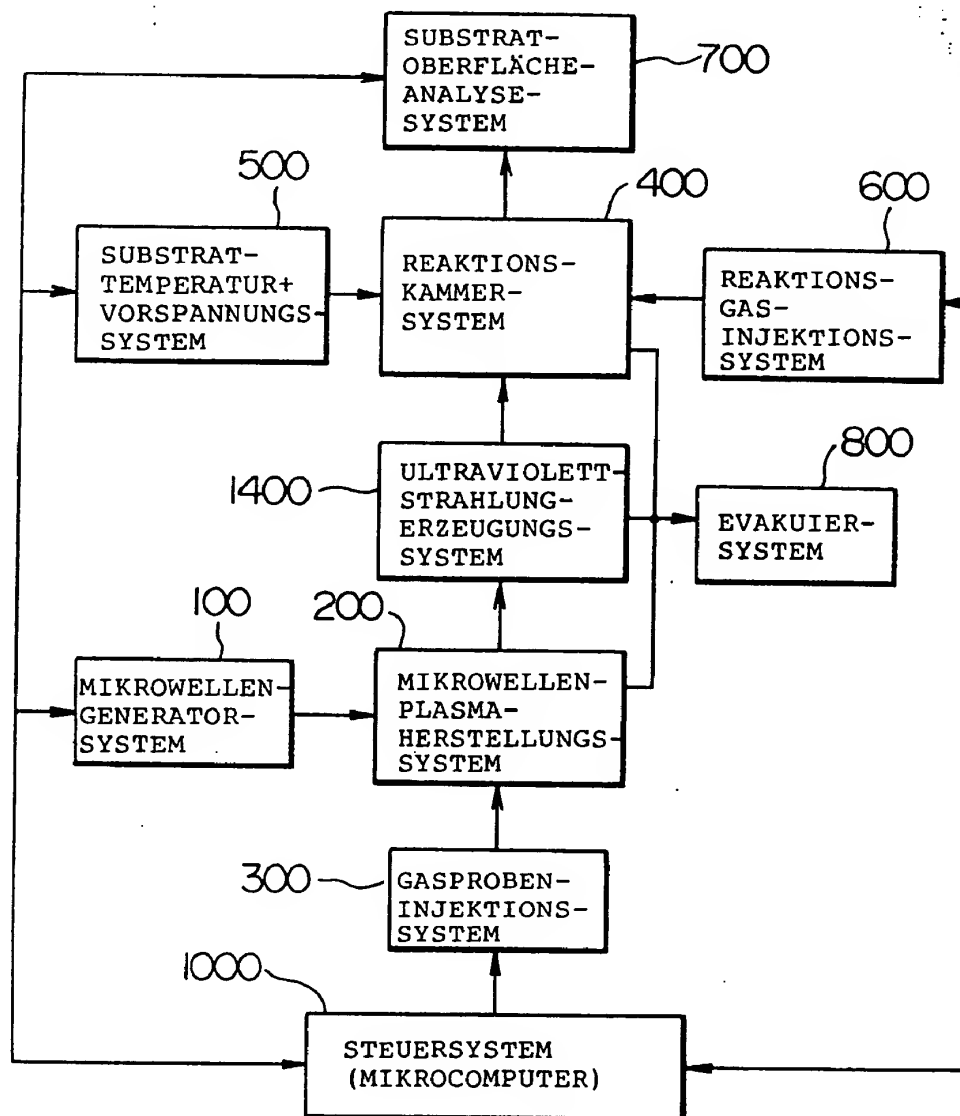 SUBSTRAT-
OBERFLÄCHE-
ANALYSE-
SYSTEM
700
500
400
600
SUBSTRAT-
TEMPERATUR+
VORSPANNUNGS-
SYSTEM
REAKTIONS-
KAMMER-
SYSTEM
REAKTIONS-
GAS-
INJEKTIONS-
SYSTEM
1400
ULTRAVIOLETT-
STRAHLUNG-
ERZEUGUNGS-
SYSTEM
800
EVAKUIER-
SYSTEM
100
200
MIKROWELLEN-
GENERATOR-
SYSTEM
MIKROWELLEN-
PLASMA-
HERSTELLUNGS-
SYSTEM
300
GASPROBEN-
INJEKTIONS-
SYSTEM
1000
STEUERSYSTEM
(MIKROCOMPUTER)